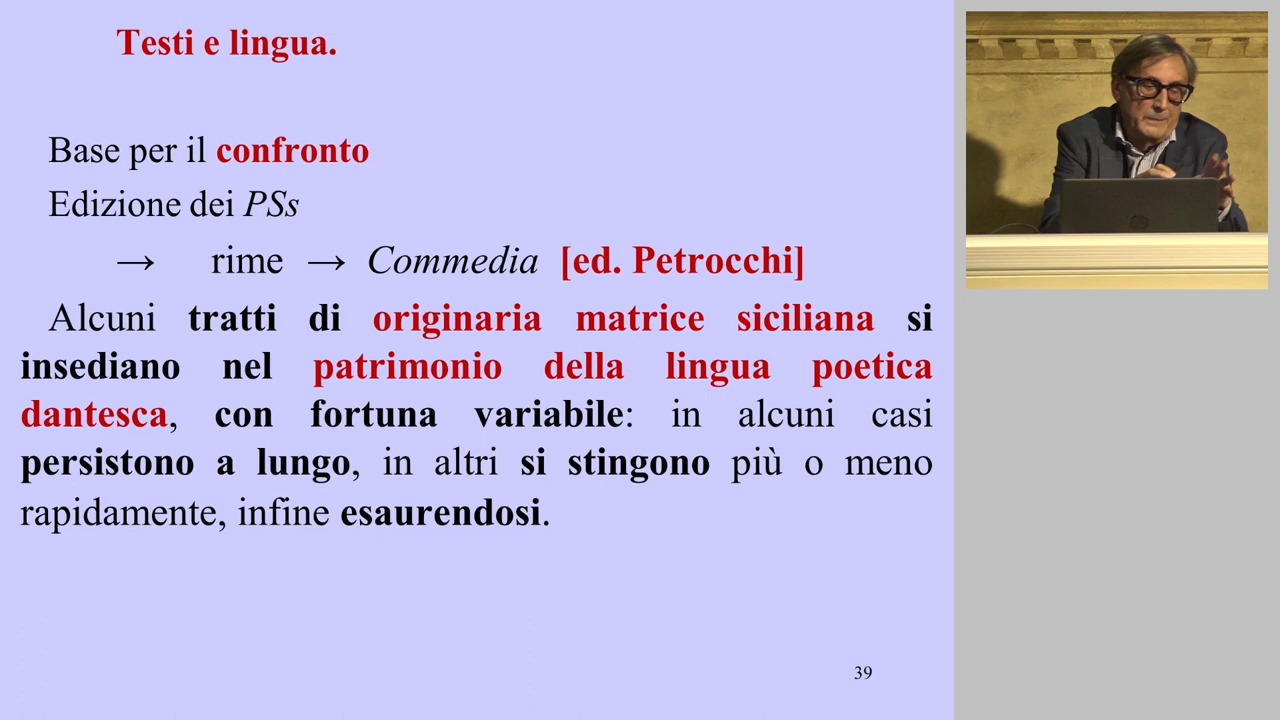 Testi e lingua.
Base per il confronto
Edizione dei PSs
→ rime → Commedia [ed. Petrocchi]
Alcuni tratti di originaria matrice siciliana si
insediano nel patrimonio della lingua poetica
dantesca, con fortuna variabile: in alcuni casi
persistono a lungo, in altri si stingono più o meno
rapidamente, infine esaurendosi.
39